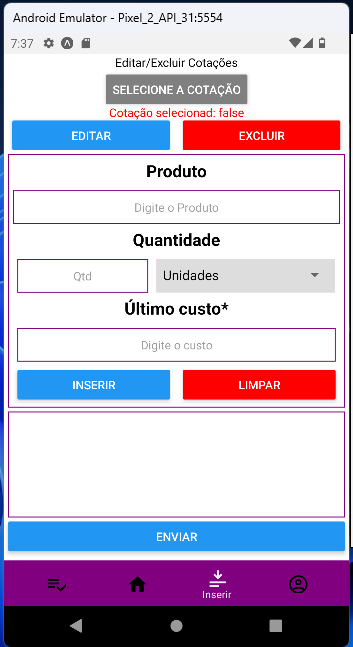 Android Emulator - Pixel_2_API_31:5554
7:37
Editar/Excluir Cotações
SELECIONE A COTAÇÃO
Cotação selecionad: false
EDITAR
EXCLUIR
Produto
Digite o Produto
Quantidade
Qtd
Unidades
Último custo*
Digite o custo
INSERIR
LIMPAR
ENVIAR
Inserir